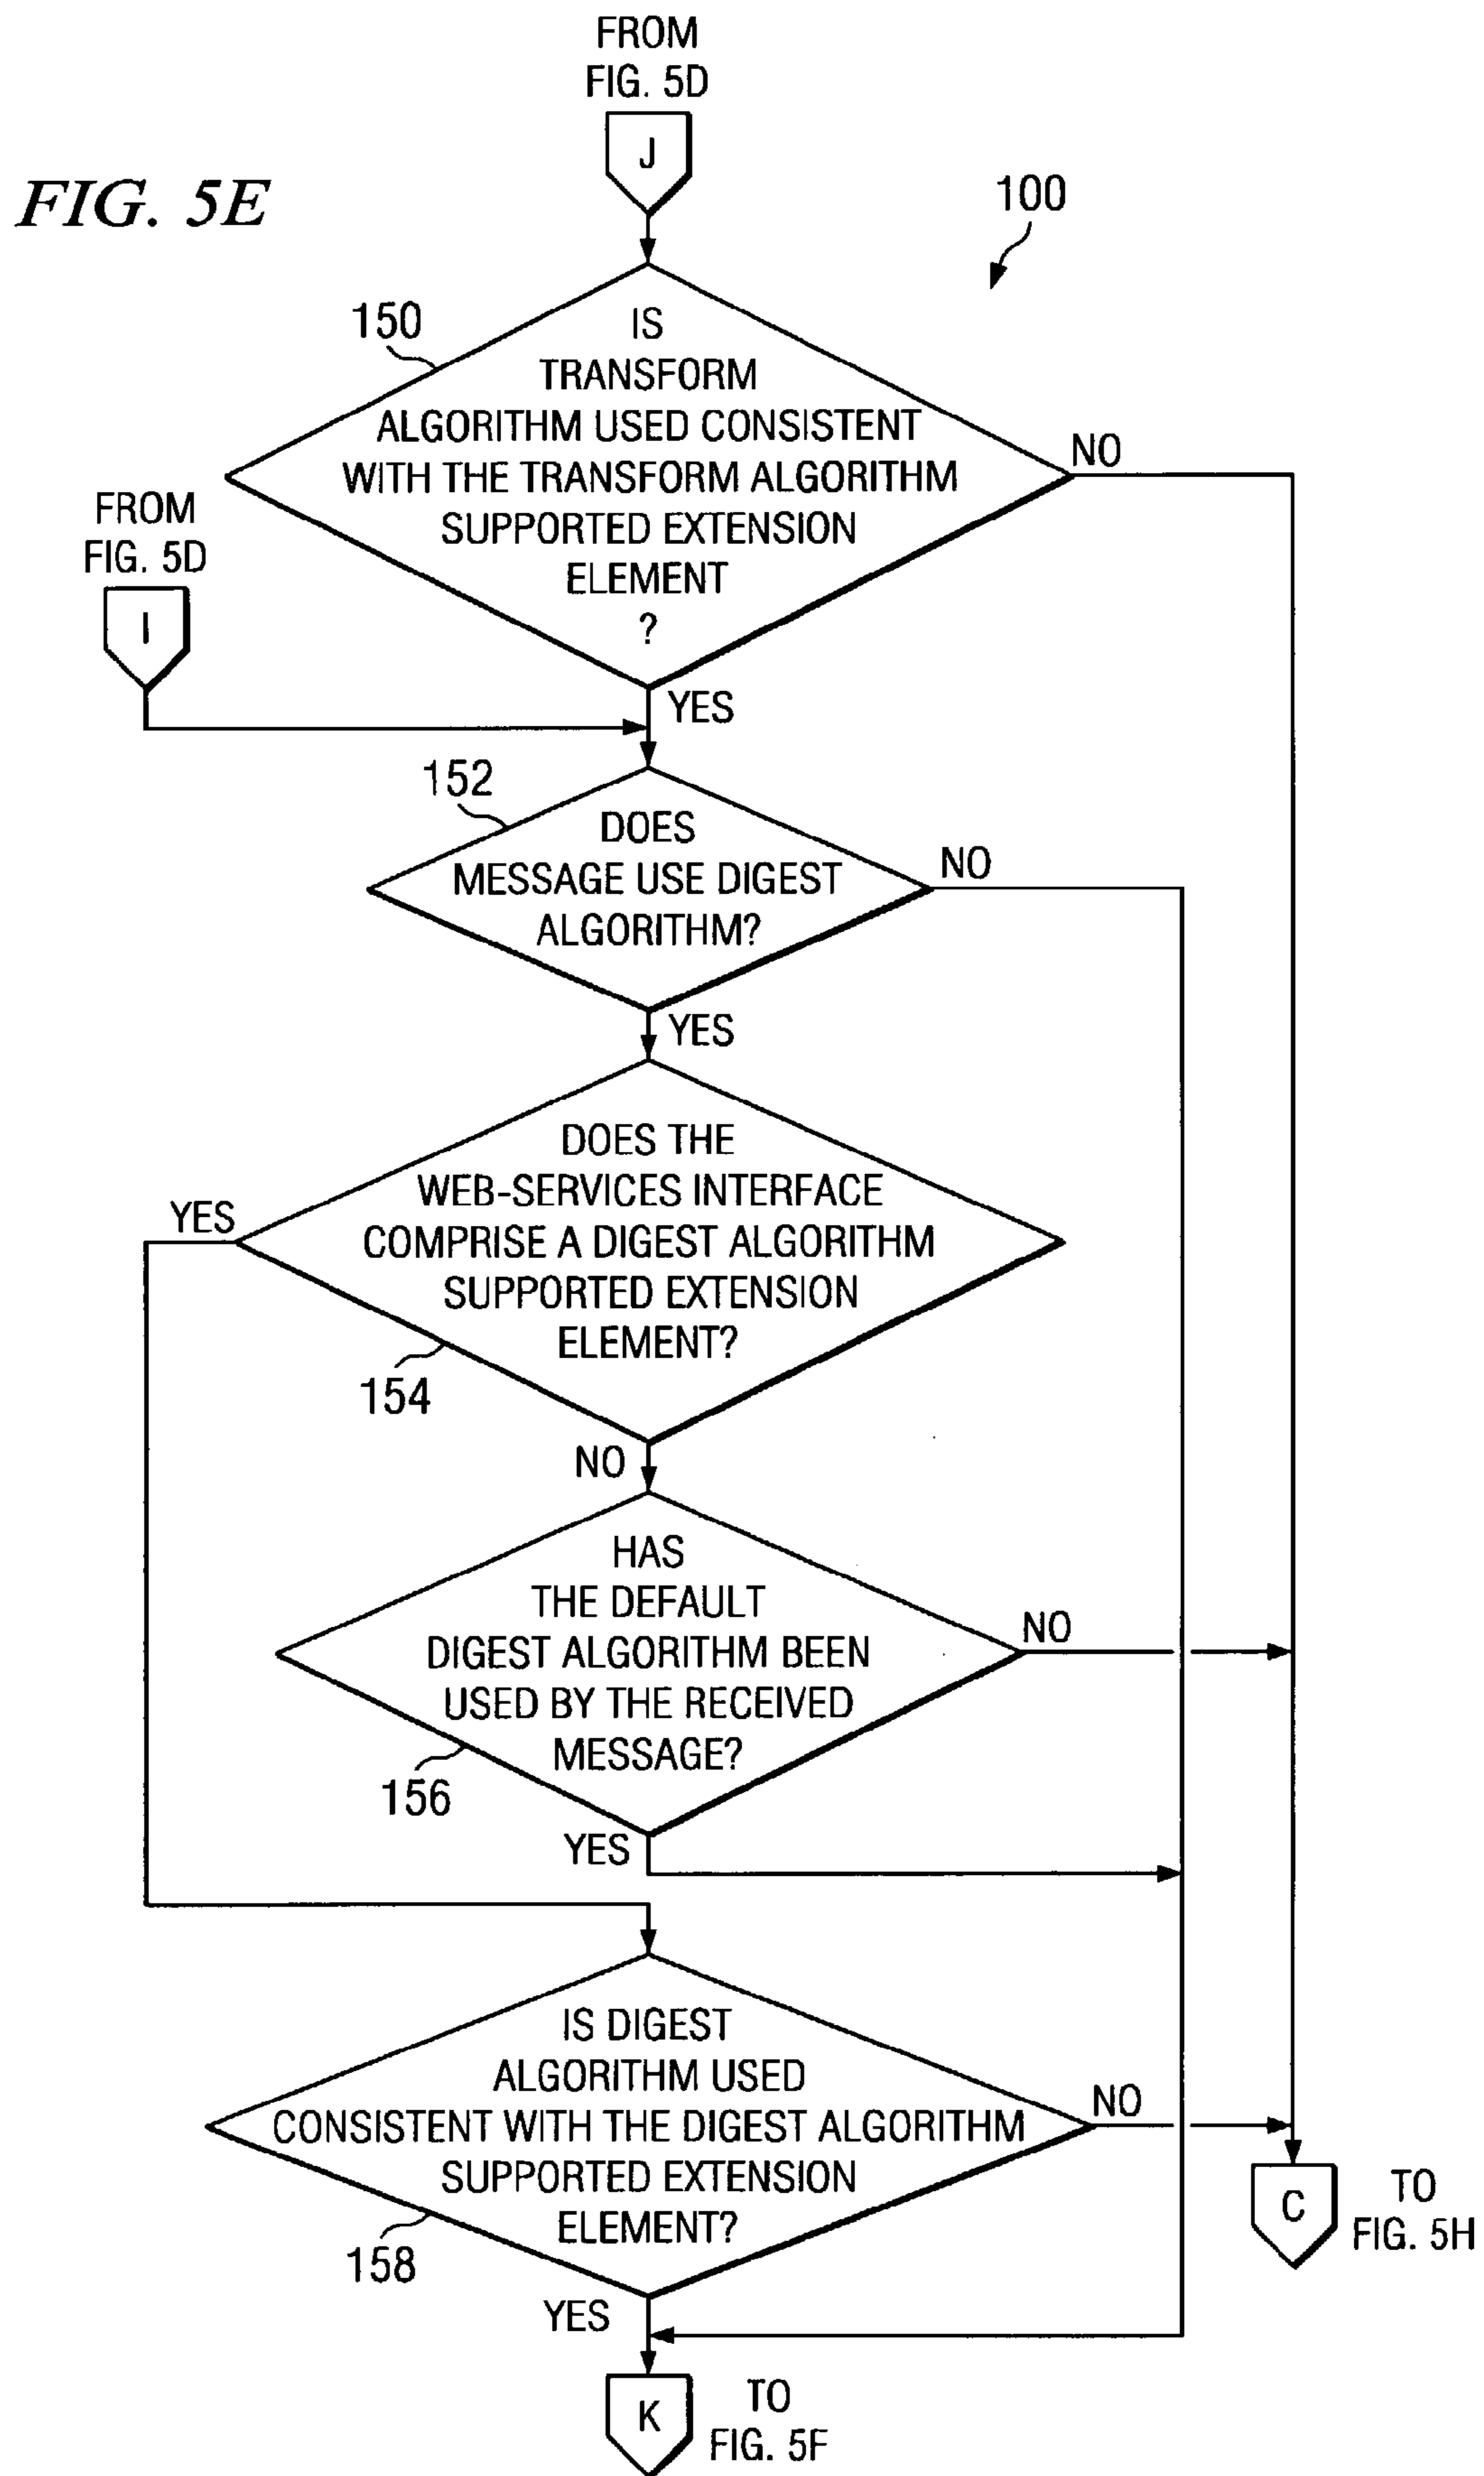 FROM
FIG. 5D
J
FIG. 5E
100
150
IS
TRANSFORM
ALGORITHM USED CONSISTENT
WITH THE TRANSFORM ALGORITHM
SUPPORTED EXTENSION
ELEMENT
?
NO
FROM
FIG. 5D
I
YES
152
DOES
MESSAGE USE DIGEST
ALGORITHM?
NO
YES
DOES THE
WEB-SERVICES INTERFACE
COMPRISE A DIGEST ALGORITHM
SUPPORTED EXTENSION
ELEMENT?
YES
154
NO
HAS
THE DEFAULT
DIGEST ALGORITHM BEEN
USED BY THE RECEIVED
MESSAGE?
NO
156
YES
IS DIGEST
ALGORITHM USED
CONSISTENT WITH THE DIGEST ALGORITHM
SUPPORTED EXTENSION
ELEMENT?
NO
158
C
TO
FIG. 5H
YES
K
TO
FIG. 5F